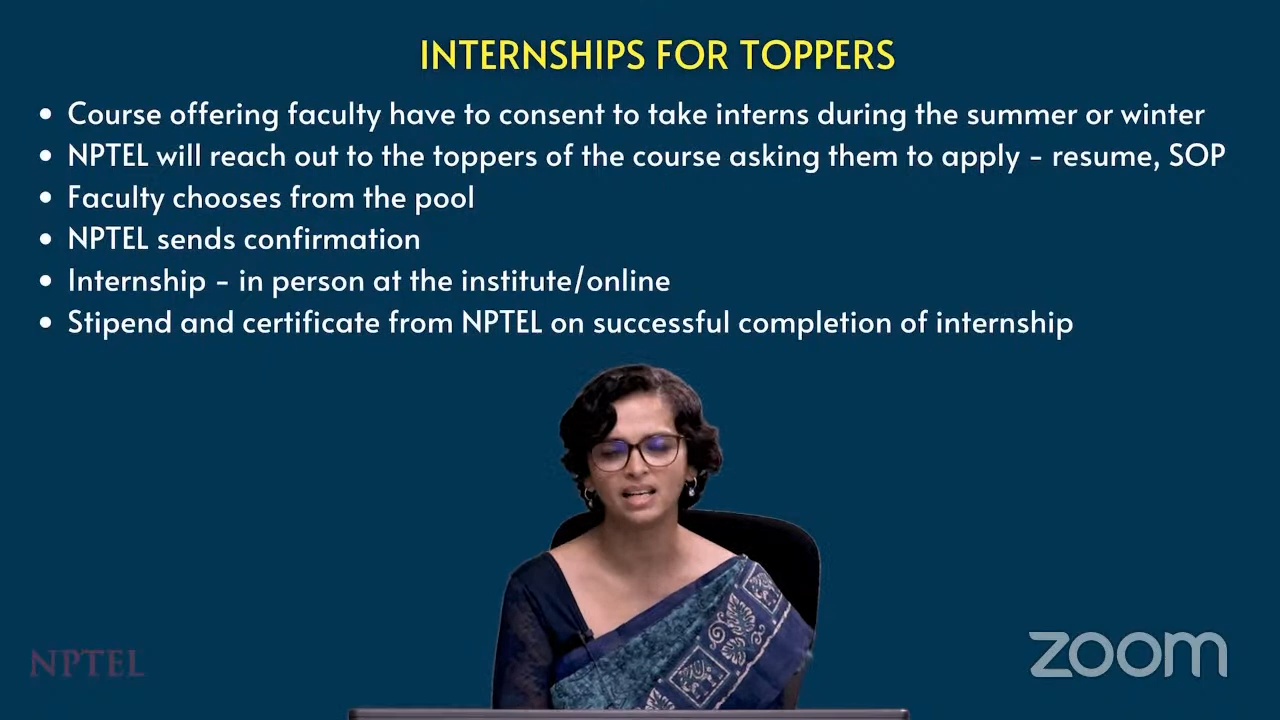 INTERNSHIPS FOR TOPPERS
• Course offering faculty have to consent to take interns during the summer or winter
• NPTEL will reach out to the toppers of the course asking them to apply - resume, SOP
• Faculty chooses from the pool
• NPTEL sends confirmation
• Internship - in person at the institute/online
• Stipend and certificate from NPTEL on successful completion of internship
NPTEL
zoom